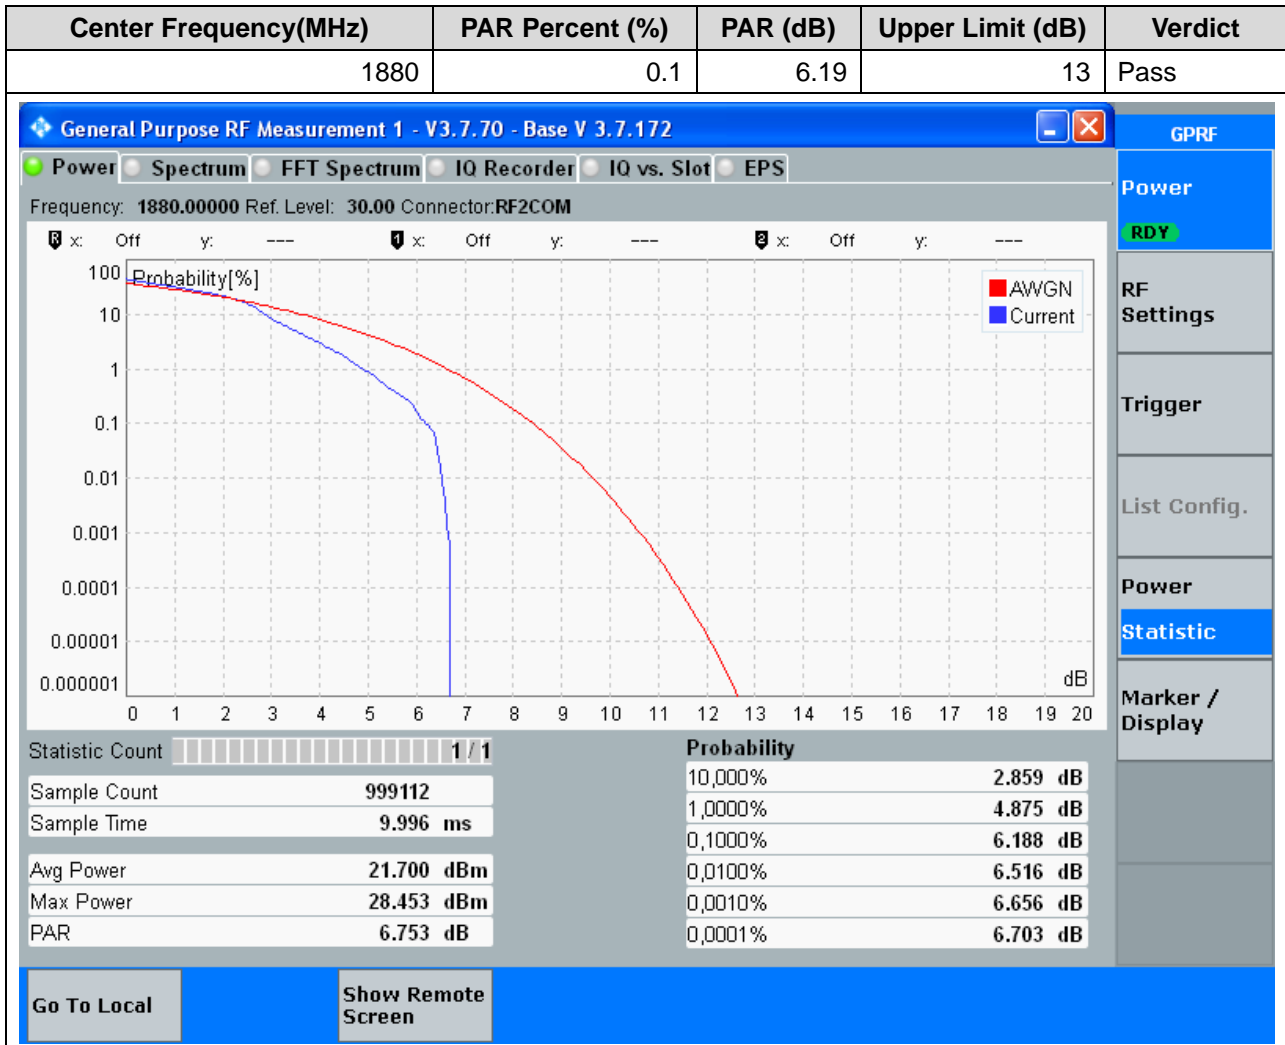 Center Frequency(MHz) PAR Percent (%) PAR (dB) Upper Limit (dB) Verdict
1880 0.1 6.19 13 Pass
General Purpose RF Measurement 1 - V3.7.70 - Base V 3.7.172
GPRF
Power Spectrum FFT Spectrum IQ Recorder IQ vs. Slot EPS
Frequency: 1880.00000 Ref. Level: 30.00 Connector:RF2COM
R x: Off y: --- 1 x: Off y: --- 2 x: Off y: ---
Probability[%]
AWGN
Current
100
10
1
0.1
0.01
0.001
0.0001
0.00001
0.000001
dB
0 1 2 3 4 5 6 7 8 9 10 11 12 13 14 15 16 17 18 19 20
Statistic Count 1 / 1
Sample Count 999112
Sample Time 9.996 ms
Avg Power 21.700 dBm
Max Power 28.453 dBm
PAR 6.753 dB
Probability
10,000% 2.859 dB
1,0000% 4.875 dB
0,1000% 6.188 dB
0,0100% 6.516 dB
0,0010% 6.656 dB
0,0001% 6.703 dB
Power
RDY
RF
Settings
Trigger
List Config.
Power
Statistic
Marker /
Display
Go To Local
Show Remote
Screen